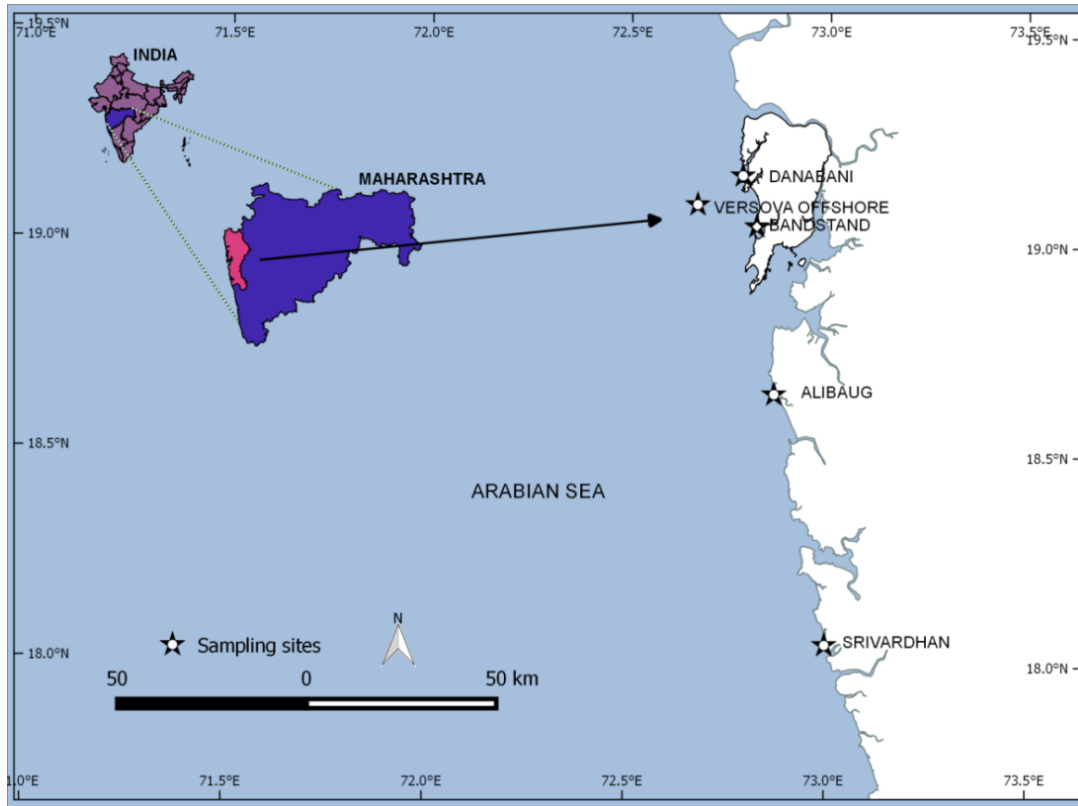 19.5°N
71.0°E 71.5°E 72.0°E 72.5°E 73.0°E 73.5°E
19.5°N
INDIA
MAHARASHTRA
DANABANI
VERSOVA OFFSHORE
BANDSTAND
19.0°N 19.0°N
ALIBAUG
18.5°N 18.5°N
ARABIAN SEA
N
Sampling sites
SRIVARDHAN
18.0°N 18.0°N
50 0 50 km
1.0°E 71.5°E 72.0°E 72.5°E 73.0°E 73.5°E